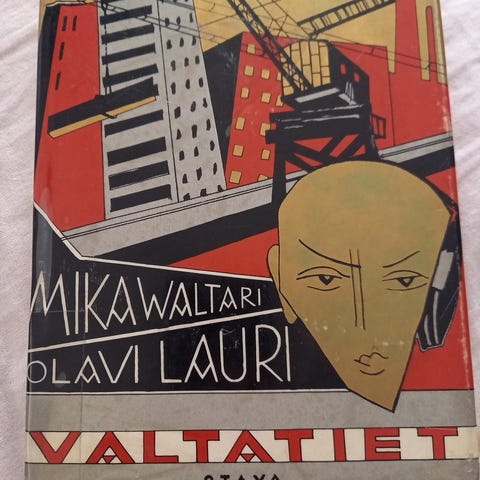 MIKA WALTARI
OLAVI LAURI
VALTATIET
OTAVA